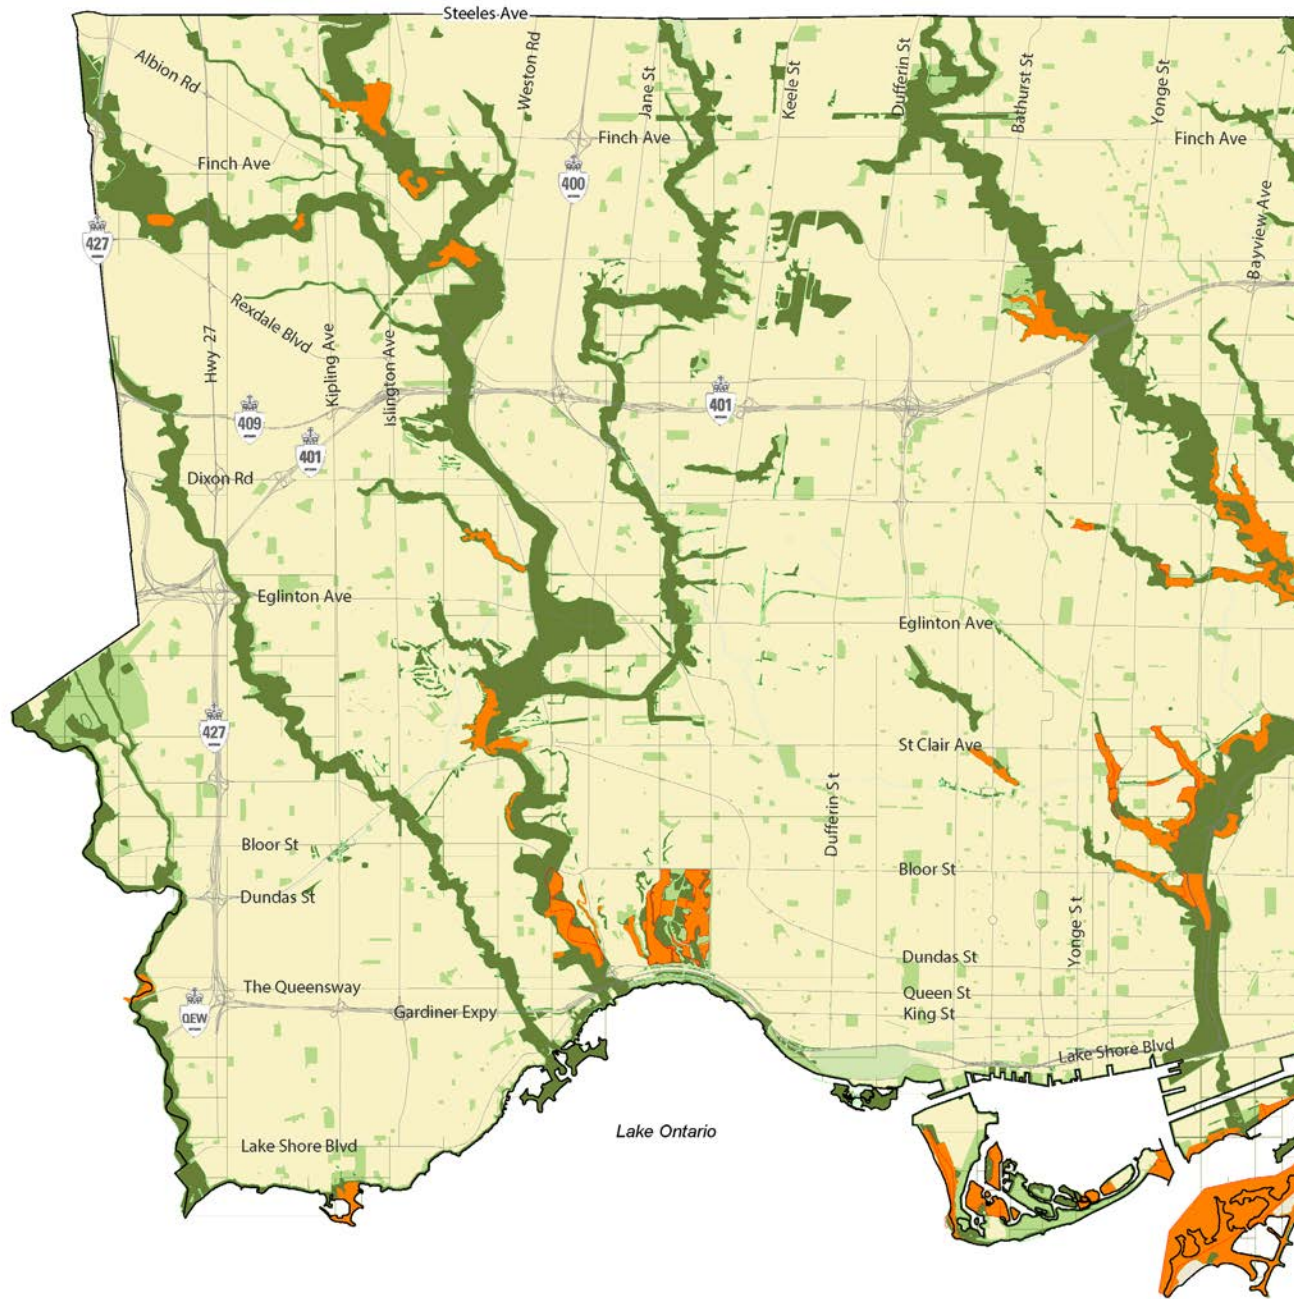 Steeles Ave
Albion Rd
Weston Rd
Jane St
Keele St
Dufferin St
Bathurst St
Yonge St
Finch Ave
Finch Ave
Finch Ave
400
Bayview Ave
427
Rexdale Blvd
Hwy 27
Kipling Ave
Islington Ave
409
401
401
Dixon Rd
Eglinton Ave
Eglinton Ave
427
St Clair Ave
Dufferin St
Bloor St
Bloor St
Dundas St
Yonge St
Dundas St
The Queensway
Queen St
QEW
Gardiner Expy
King St
Lake Shore Blvd
Lake Ontario
Lake Shore Blvd